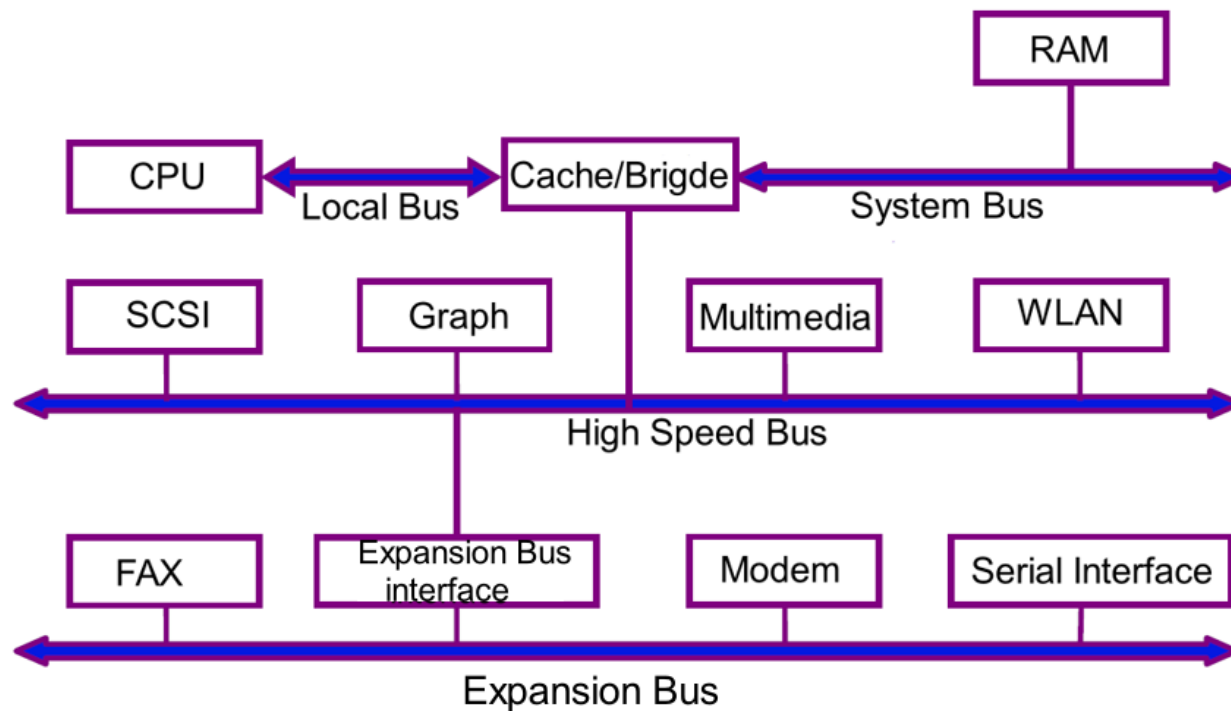 RAM
CPU
Cache/Brigde
Local Bus
System Bus
SCSI
Graph
Multimedia
WLAN
High Speed Bus
FAX
Expansion Bus
interface
Modem
Serial Interface
Expansion Bus